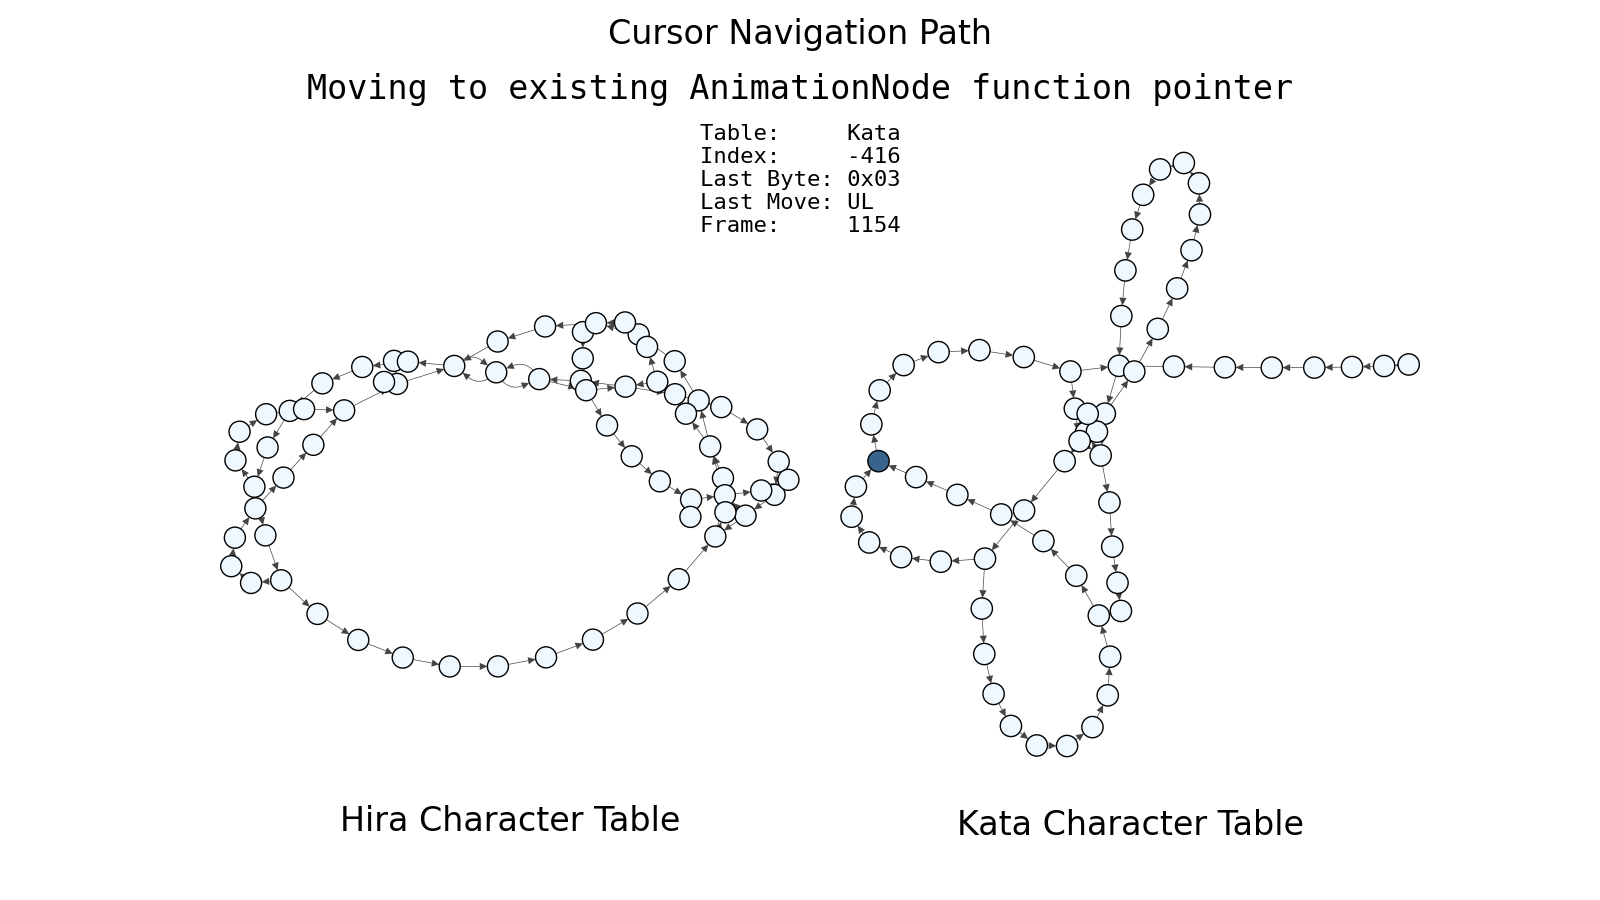 Cursor Navigation Path
Moving to existing AnimationNode function pointer
Table: Kata
Index: -416
Last Byte: 0x03
Last Move: UL
Frame: 1154
Hira Character Table
Kata Character Table